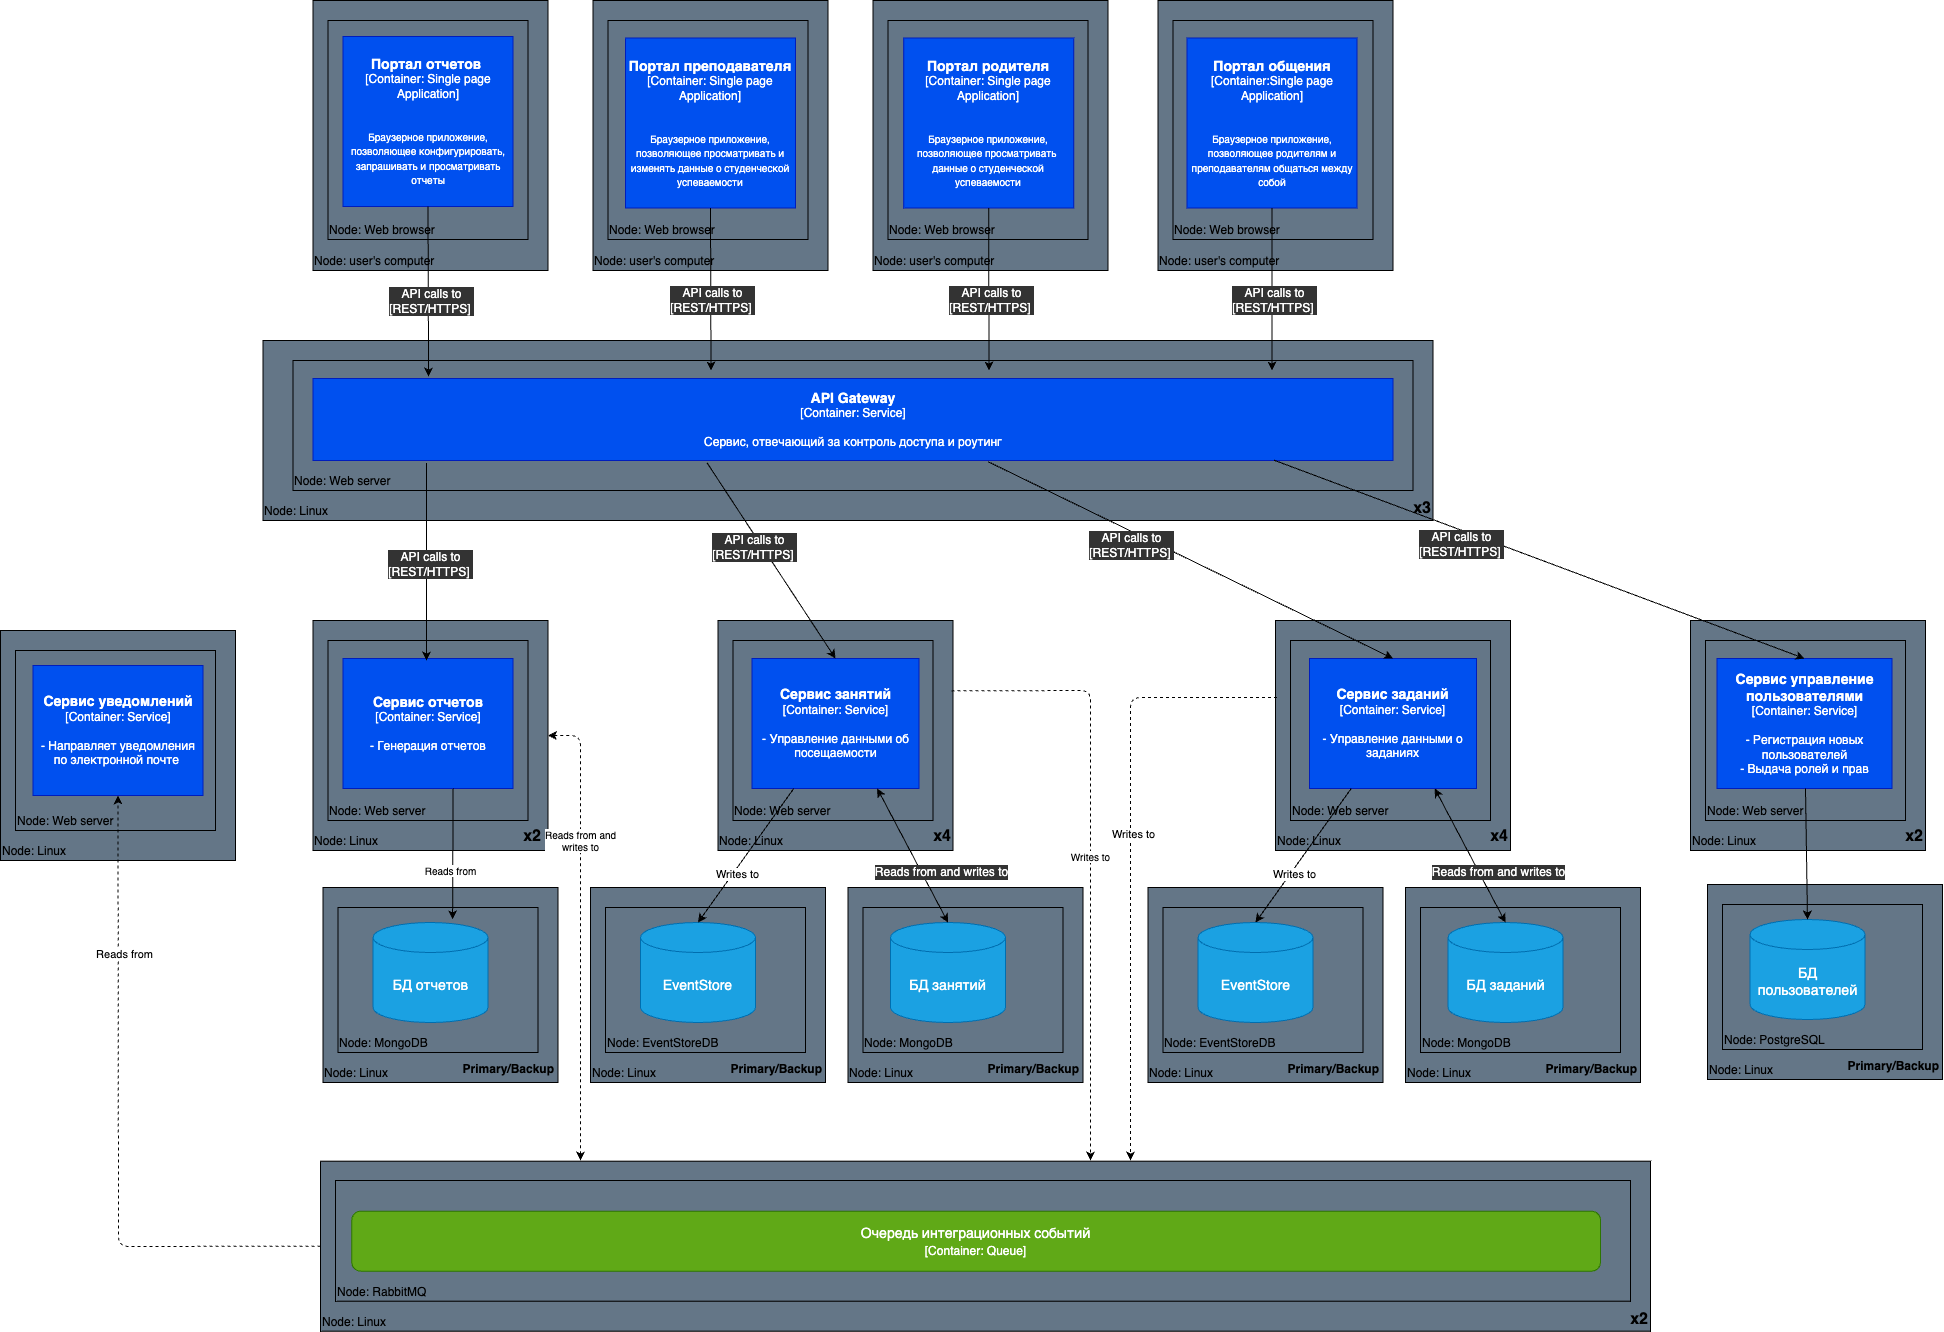 Портал отчетов
[Container: Single page
Application]
Браузерное приложение,
позволяющее конфигурировать,
запрашивать и просматривать
отчеты
Node: Web browser
Node: user's computer
Портал преподавателя
[Container: Single page
Application]
Браузерное приложение,
позволяющее просматривать и
изменять данные о студенческой
успеваемости
Node: Web browser
Node: user's computer
Портал родителя
[Container: Single page
Application]
Браузерное приложение,
позволяющее просматривать
данные о студенческой
успеваемости
Node: Web browser
Node: user's computer
Портал общения
[Container:Single page
Application]
Браузерное приложение,
позволяющее родителям и
преподавателям общаться между
собой
Node: Web browser
Node: user's computer
API calls to
[REST/HTTPS]
API calls to
[REST/HTTPS]
API calls to
[REST/HTTPS]
API calls to
[REST/HTTPS]
API Gateway
[Container: Service]
Сервис, отвечающий за контроль доступа и роутинг
Node: Web server
Node: Linux
x3
API calls to
[REST/HTTPS]
API calls to
[REST/HTTPS]
API calls to
[REST/HTTPS]
API calls to
[REST/HTTPS]
Сервис уведомлений
[Container: Service]
- Направляет уведомления
по электронной почте
Node: Web server
Node: Linux
Сервис отчетов
[Container: Service]
- Генерация отчетов
Node: Web server
Node: Linux
x2
Сервис занятий
[Container: Service]
- Управление данными об
посещаемости
Node: Web server
Node: Linux
x4
Сервис заданий
[Container: Service]
- Управление данными о
заданиях
Node: Web server
Node: Linux
x4
Сервис управление
пользователями
[Container: Service]
- Регистрация новых
пользователей
- Выдача ролей и прав
Node: Web server
Node: Linux
x2
Reads from and
writes to
Writes to
Writes to
Reads from
Writes to
Reads from and writes to
Writes to
Reads from and writes to
Reads from
БД отчетов
Node: MongoDB
Node: Linux
Primary/Backup
EventStore
Node: EventStoreDB
Node: Linux
Primary/Backup
БД занятий
Node: MongoDB
Node: Linux
Primary/Backup
EventStore
Node: EventStoreDB
Node: Linux
Primary/Backup
БД заданий
Node: MongoDB
Node: Linux
Primary/Backup
БД
пользователей
Node: PostgreSQL
Node: Linux
Primary/Backup
Очередь интеграционных событий
[Container: Queue]
Node: RabbitMQ
Node: Linux
x2